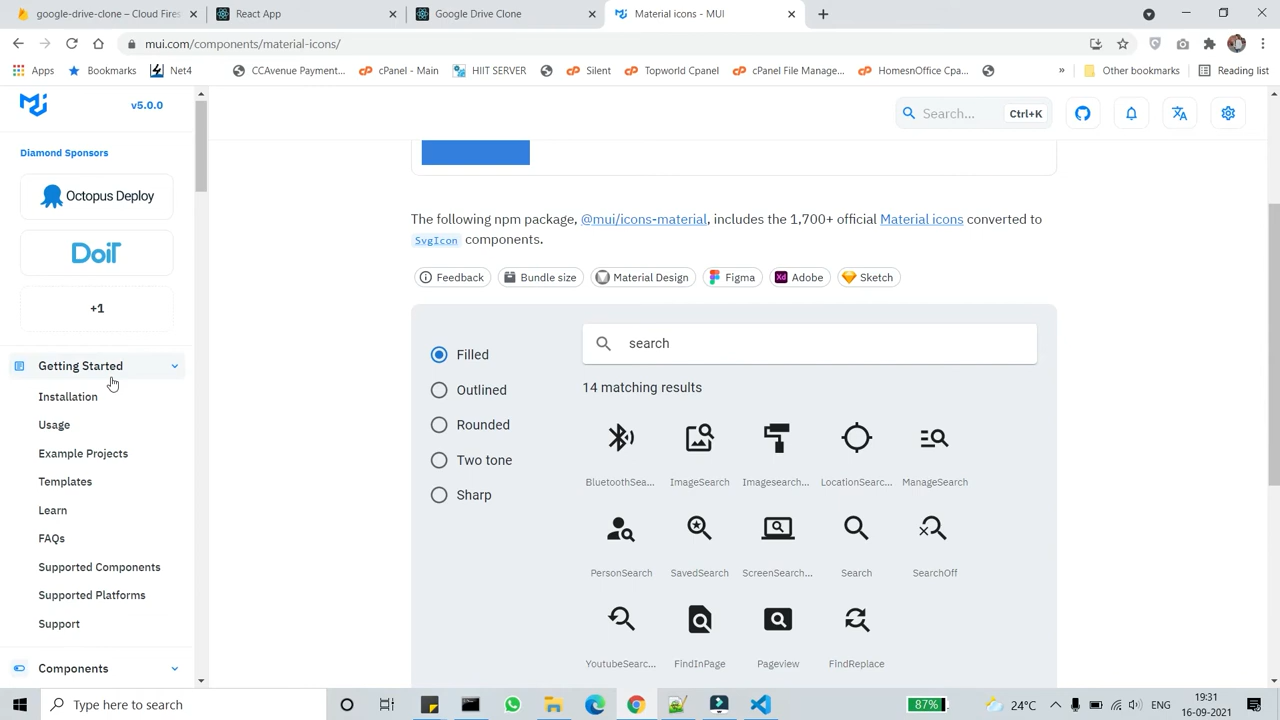 google-drive-clone – Cloud Fires
React App
Google Drive Clone
Material icons - MUI
mui.com/components/material-icons/
Apps
Bookmarks
Net4
CCAvenue Payment...
cPanel - Main
HIIT SERVER
Silent
Topworld Cpanel
cPanel File Manage...
HomesnOffice Cpa...
»
Other bookmarks
Reading list
v5.0.0
Search...
Ctrl+K
Diamond Sponsors
Octopus Deploy
DoiT
+1
Getting Started
Installation
Usage
Example Projects
Templates
Learn
FAQs
Supported Components
Supported Platforms
Support
Components
The following npm package, @mui/icons-material, includes the 1,700+ official Material icons converted to
SvgIcon components.
Feedback
Bundle size
Material Design
Figma
Xd Adobe
Sketch
Filled
Outlined
Rounded
Two tone
Sharp
search
14 matching results
BluetoothSea...
ImageSearch
Imagesearch...
LocationSearc...
ManageSearch
PersonSearch
SavedSearch
ScreenSearch...
Search
SearchOff
YoutubeSearc...
FindInPage
Pageview
FindReplace
Type here to search
87%
24°C
ENG
19:31
16-09-2021